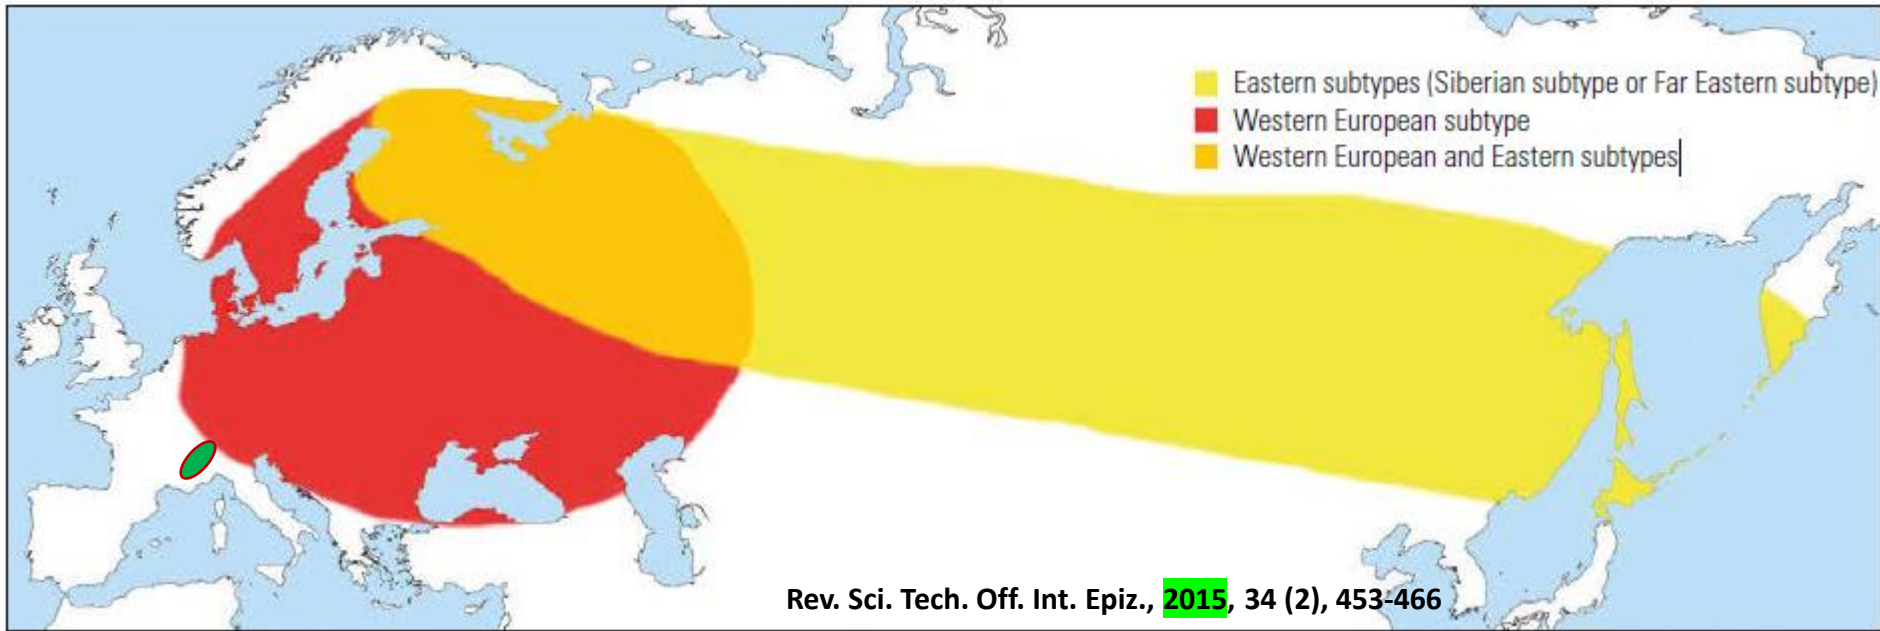 Eastern subtypes (Siberian subtype or Far Eastern subtype)
Western European subtype
Western European and Eastern subtypes
Rev. Sci. Tech. Off. Int. Epiz., 2015, 34 (2), 453-466